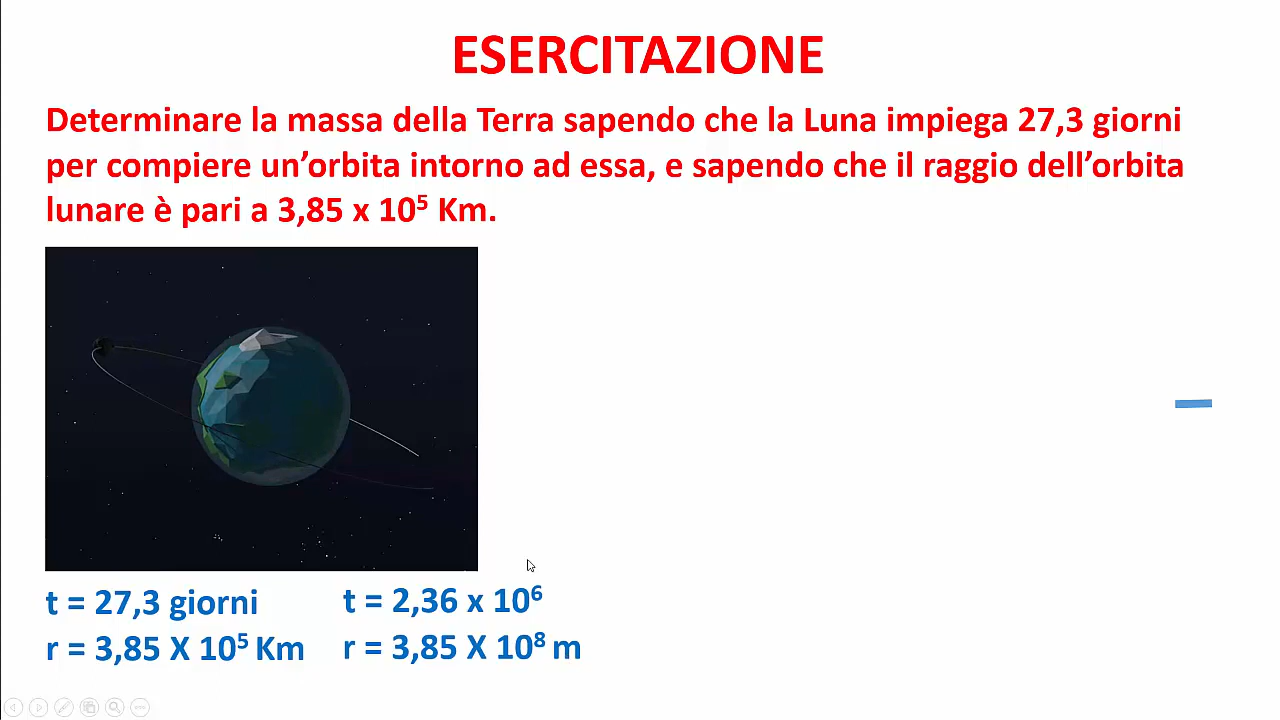 ESERCITAZIONE
Determinare la massa della Terra sapendo che la Luna impiega 27,3 giorni
per compiere un’orbita intorno ad essa, e sapendo che il raggio dell’orbita
lunare è pari a 3,85 x 10⁵ Km.
t = 27,3 giorni
r = 3,85 X 10⁵ Km
t = 2,36 x 10⁶
r = 3,85 X 10⁸ m